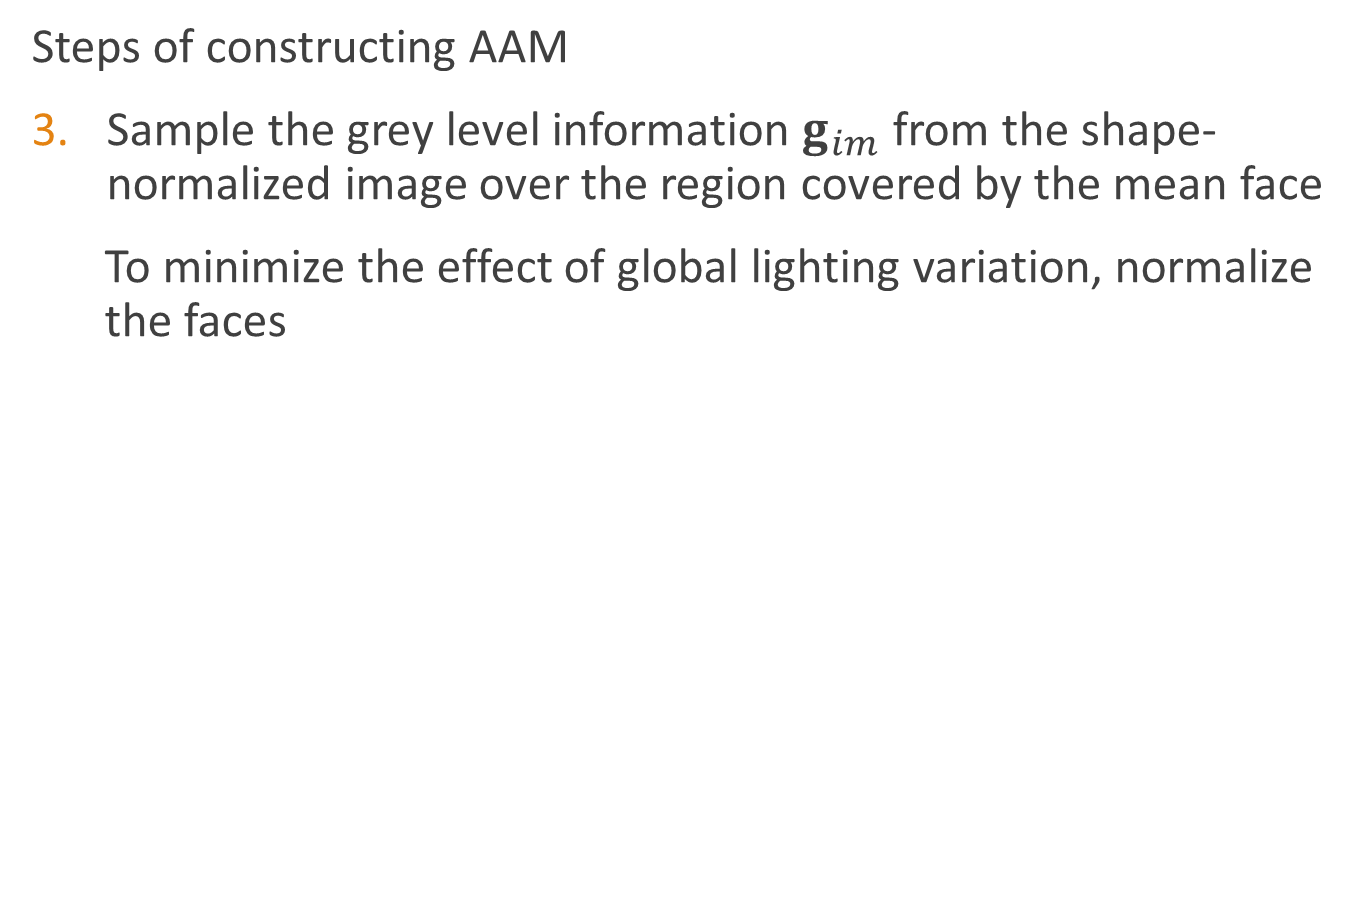 Steps of constructing AAM
3. Sample the grey level information g_im from the shape-
normalized image over the region covered by the mean face
To minimize the effect of global lighting variation, normalize
the faces